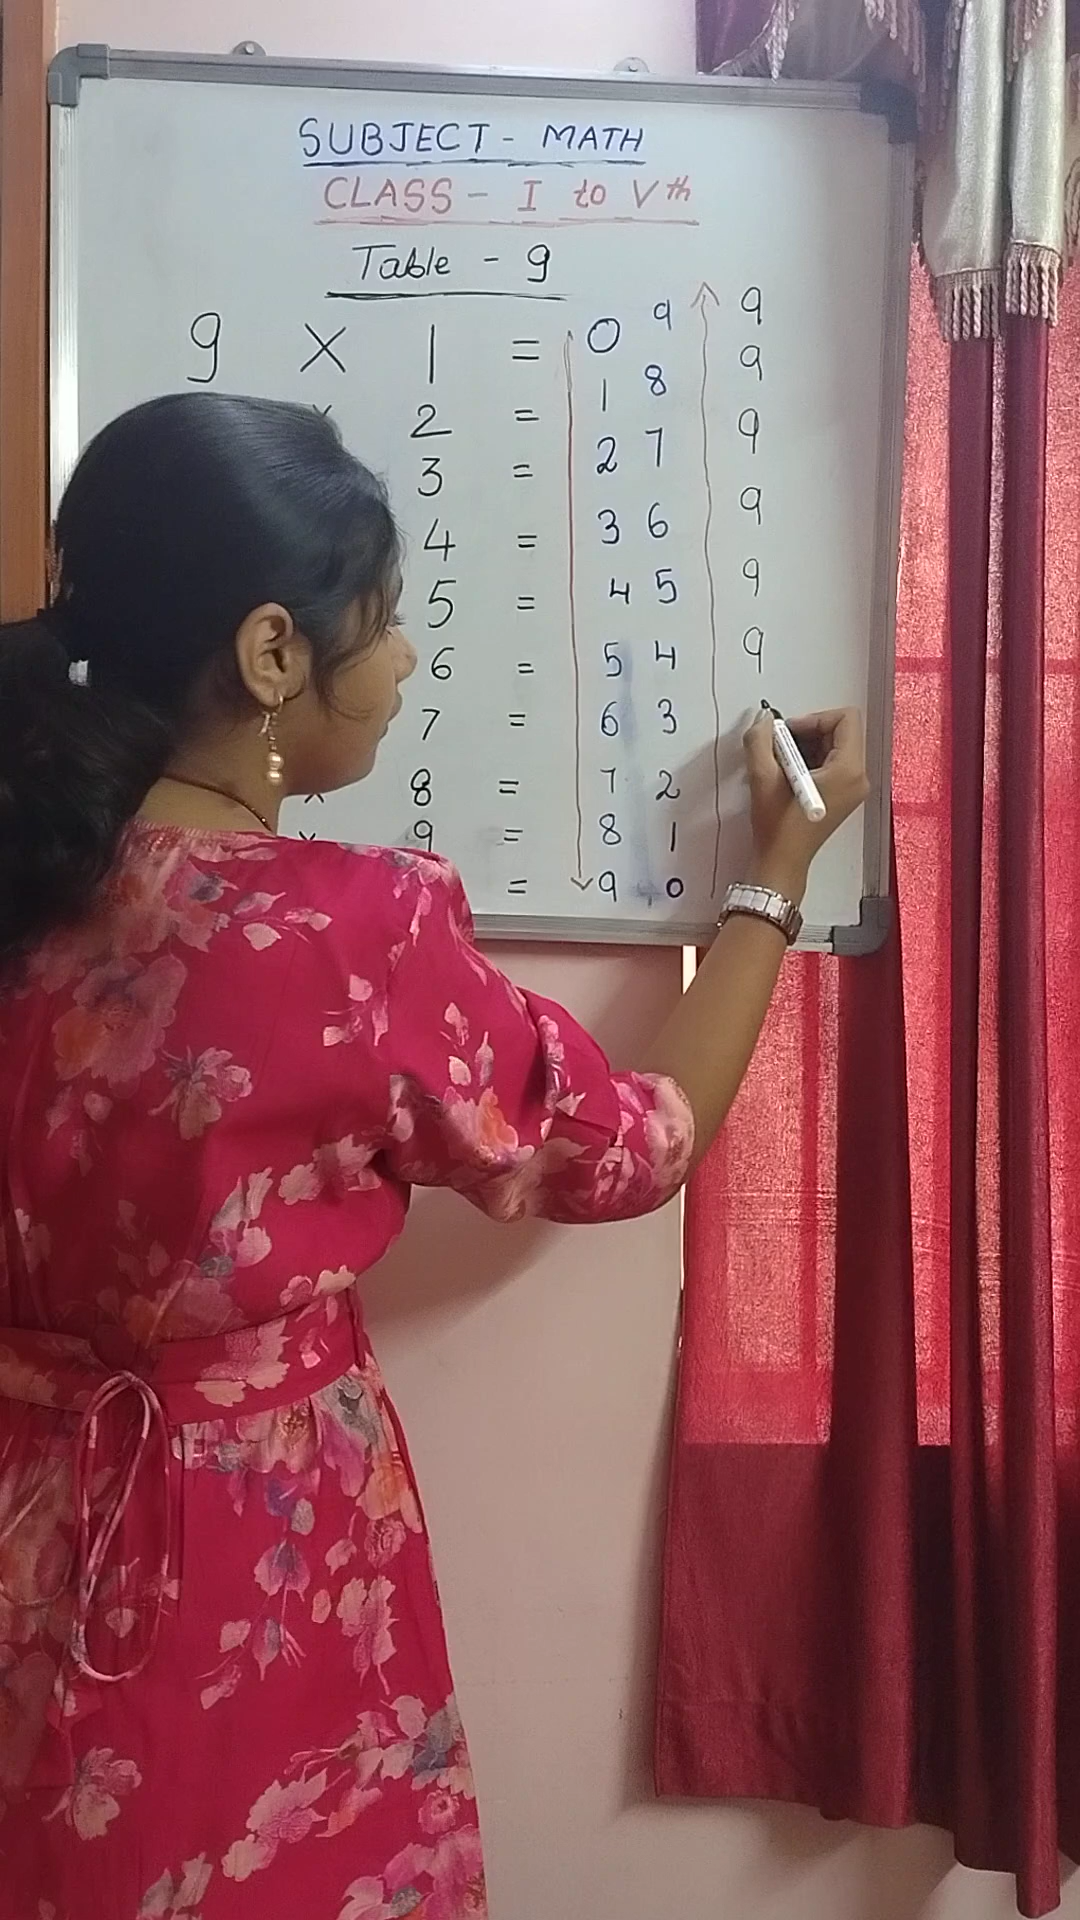 SUBJECT - MATH
CLASS - I to Vth
Table - 9
9 × 1 = 0 9 9
× 2 = 1 8 9
3 = 2 7 9
4 = 3 6 9
5 = 4 5 9
6 = 5 4 9
7 = 6 3
× 8 = 7 2
× 9 = 8 1
= 9 0